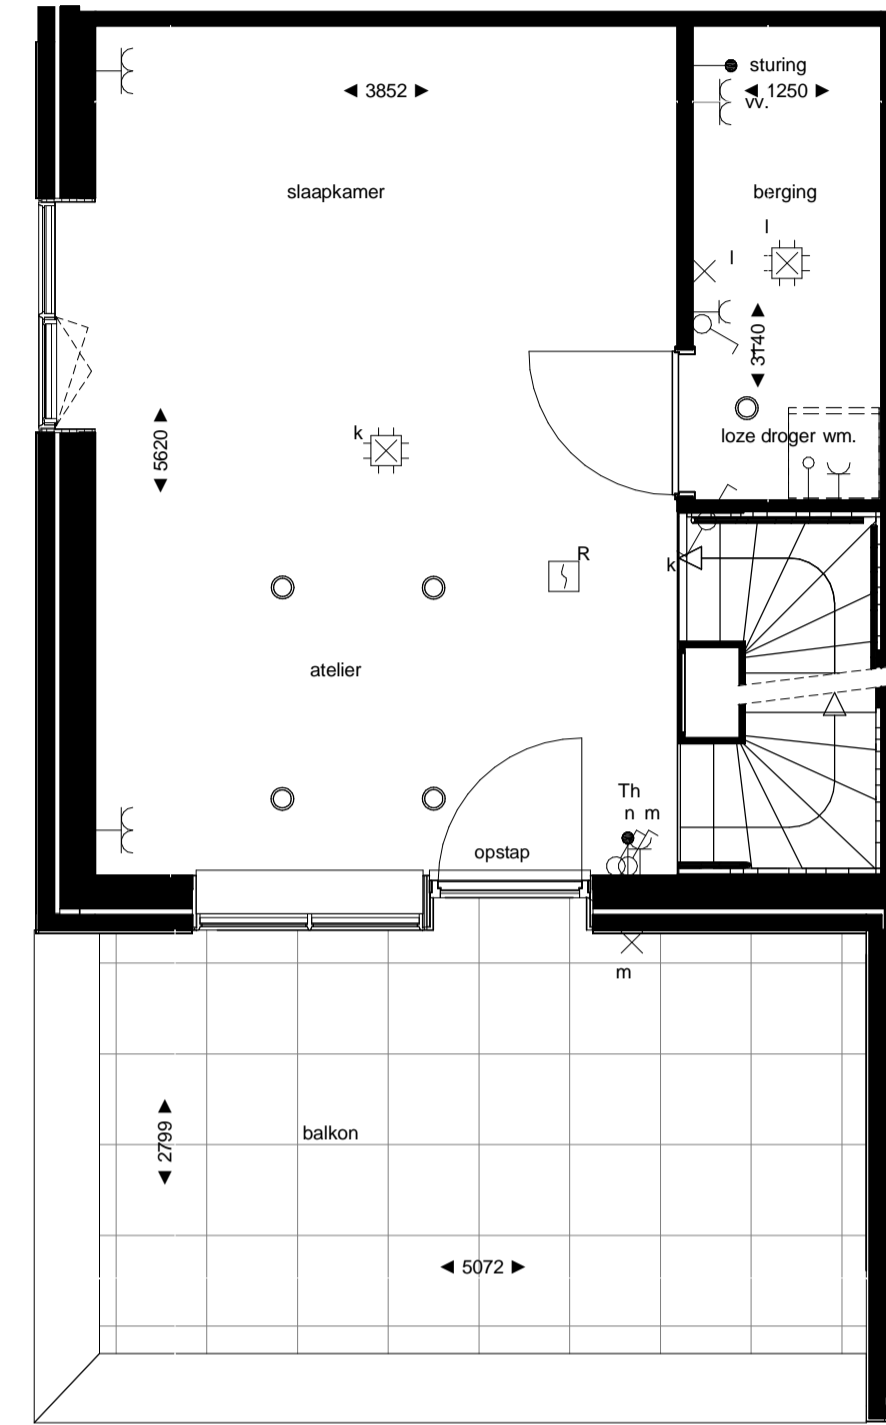 sturing
◄ 3852 ►
◄ 1250 ►
vv.
slaapkamer
berging
l
l
◄ 3140 ►
◄ 5620 ►
k
loze droger wm.
R
k
atelier
Th
n m
opstap
m
◄ 2799 ►
balkon
◄ 5072 ►